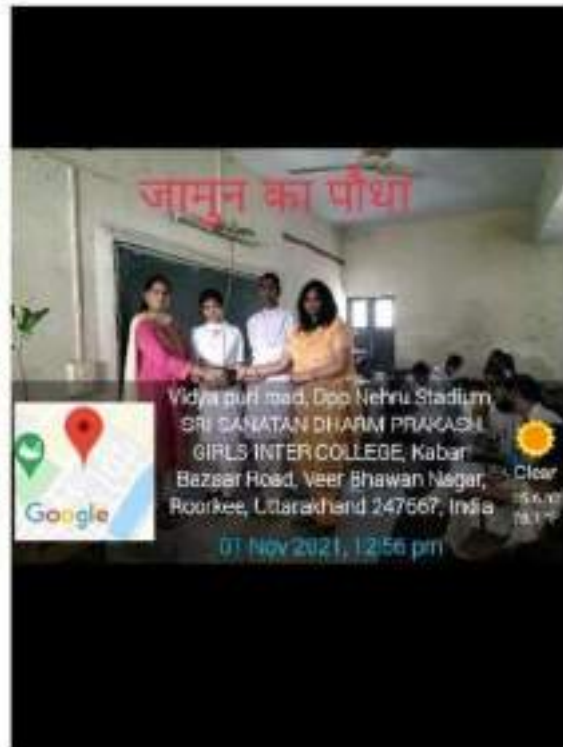 जामुन का पौधा
Vidya puri road, Opp Nehru Stadium,
SRI SANATAN DHARM PRAKASH
GIRLS INTER COLLEGE, Kabari
Bazaar Road, Veer Bhawan Nagar,
Roorkee, Uttarakhand 247667, India
Clear
Google
01 Nov 2021, 12:56 pm